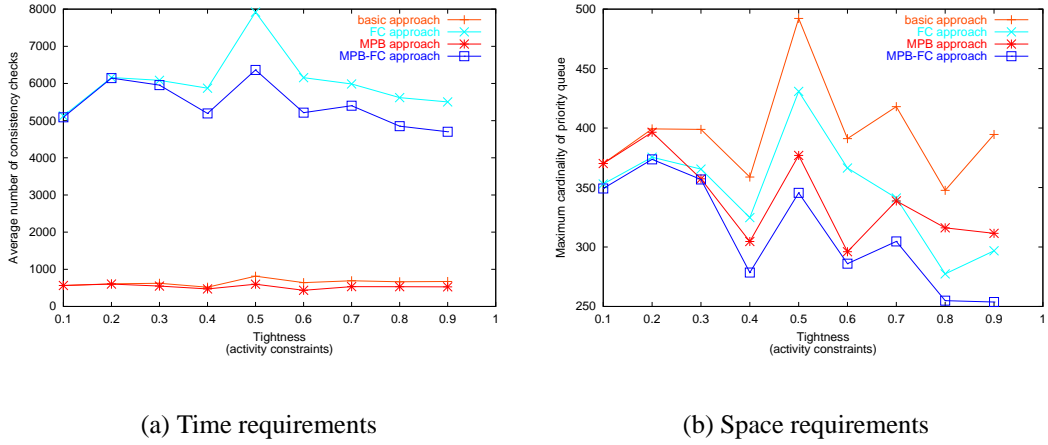 8000
7000
6000
5000
4000
3000
2000
1000
0
Average number of consistency checks
basic approach
FC approach
MPB approach
MPB-FC approach
0.1 0.2 0.3 0.4 0.5 0.6 0.7 0.8 0.9 1
Tightness
(activity constraints)
(a) Time requirements
500
450
400
350
300
250
Maximum cardinality of priority queue
basic approach
FC approach
MPB approach
MPB-FC approach
0.1 0.2 0.3 0.4 0.5 0.6 0.7 0.8 0.9 1
Tightness
(activity constraints)
(b) Space requirements